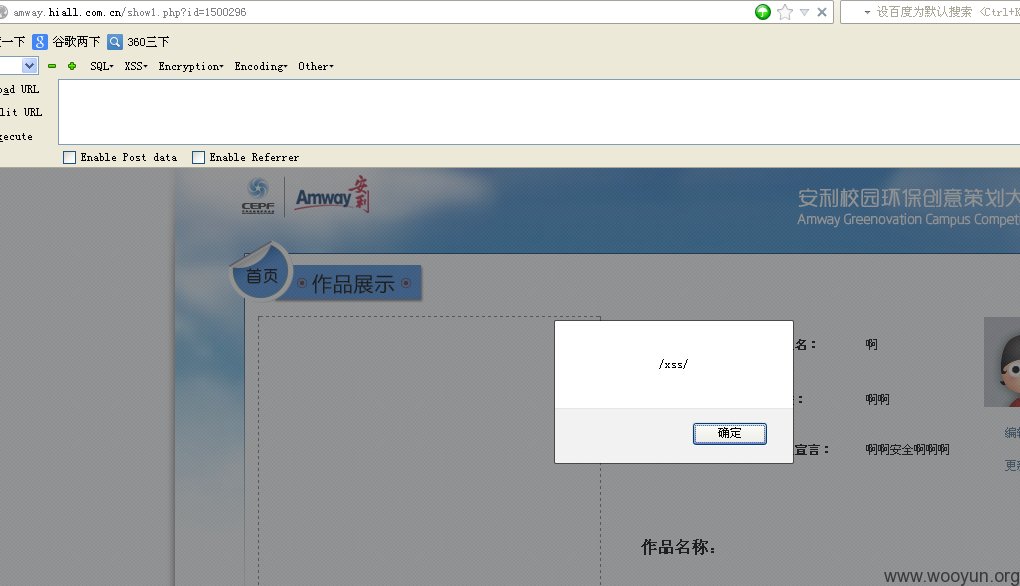 amway.hiall.com.cn/show1.php?id=1500296
设百度为默认搜索 <Ctrl+K
一下 谷歌两下 360三下
SQL XSS Encryption Encoding Other
oad URL
lit URL
xecute
Enable Post data Enable Referrer
CEPF Amway 安利
安利校园环保创意策划大
Amway Greenovation Campus Compet
首页 作品展示
名： 啊
/xss/
： 啊啊
确定
编辑
宣言： 啊啊安全啊啊啊
更
作品名称：
www.wooyun.org